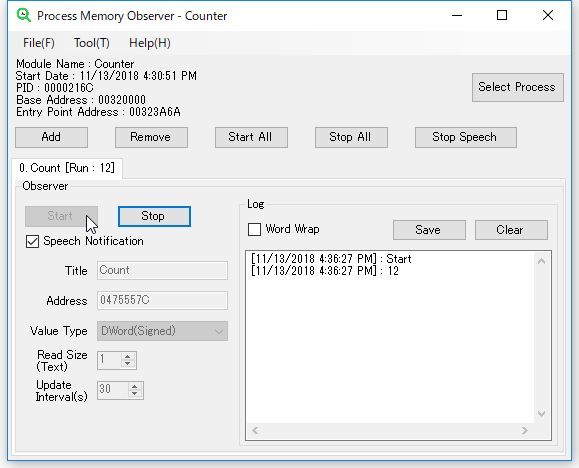 Process Memory Observer - Counter
File(F) Tool(T) Help(H)
Module Name : Counter
Start Date : 11/13/2018 4:30:51 PM
PID : 0000216C
Base Address : 00320000
Entry Point Address : 00323A6A
Select Process
Add Remove Start All Stop All Stop Speech
0. Count [Run : 12]
Observer
Start Stop
Speech Notification
Title Count
Address 0475557C
Value Type DWord(Signed)
Read Size
(Text) 1
Update
Interval(s) 30
Log
Word Wrap Save Clear
[11/13/2018 4:36:27 PM] : Start
[11/13/2018 4:36:27 PM] : 12